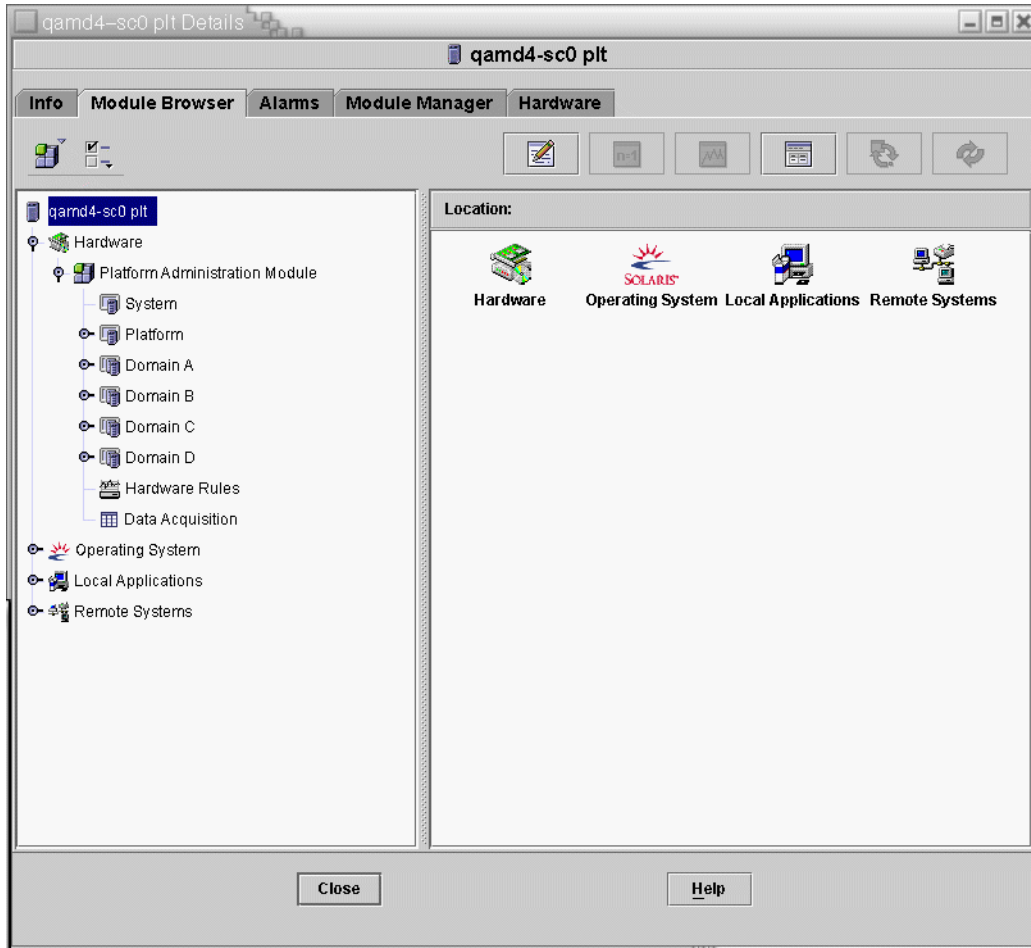 qamd4-sc0 plt Details
qamd4-sc0 plt
Info Module Browser Alarms Module Manager Hardware
n=1
qamd4-sc0 plt
Hardware
Platform Administration Module
System
Platform
Domain A
Domain B
Domain C
Domain D
Hardware Rules
Data Acquisition
Operating System
Local Applications
Remote Systems
Location:
SOLARIS
Hardware Operating System Local Applications Remote Systems
Close Help